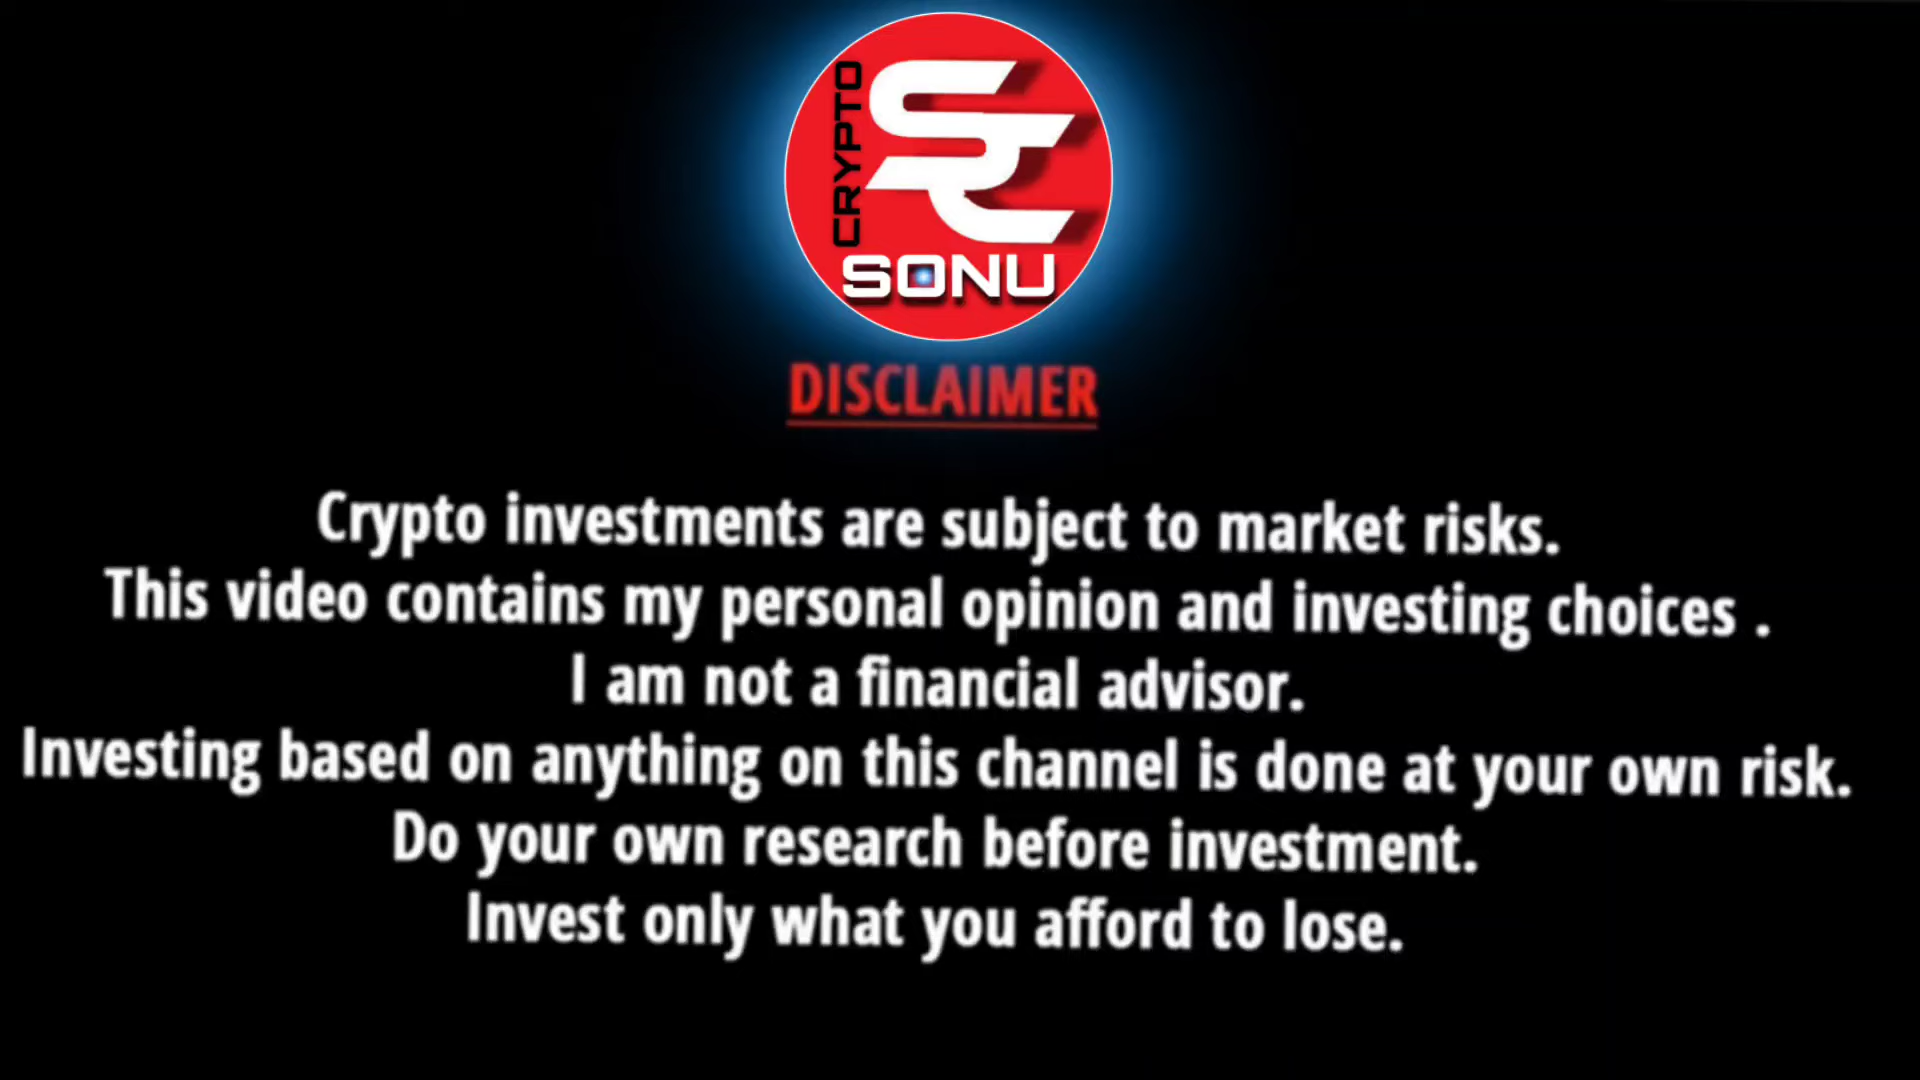 CRYPTO
SC
SONU
DISCLAIMER
Crypto investments are subject to market risks.
This video contains my personal opinion and investing choices .
I am not a financial advisor.
Investing based on anything on this channel is done at your own risk.
Do your own research before investment.
Invest only what you afford to lose.